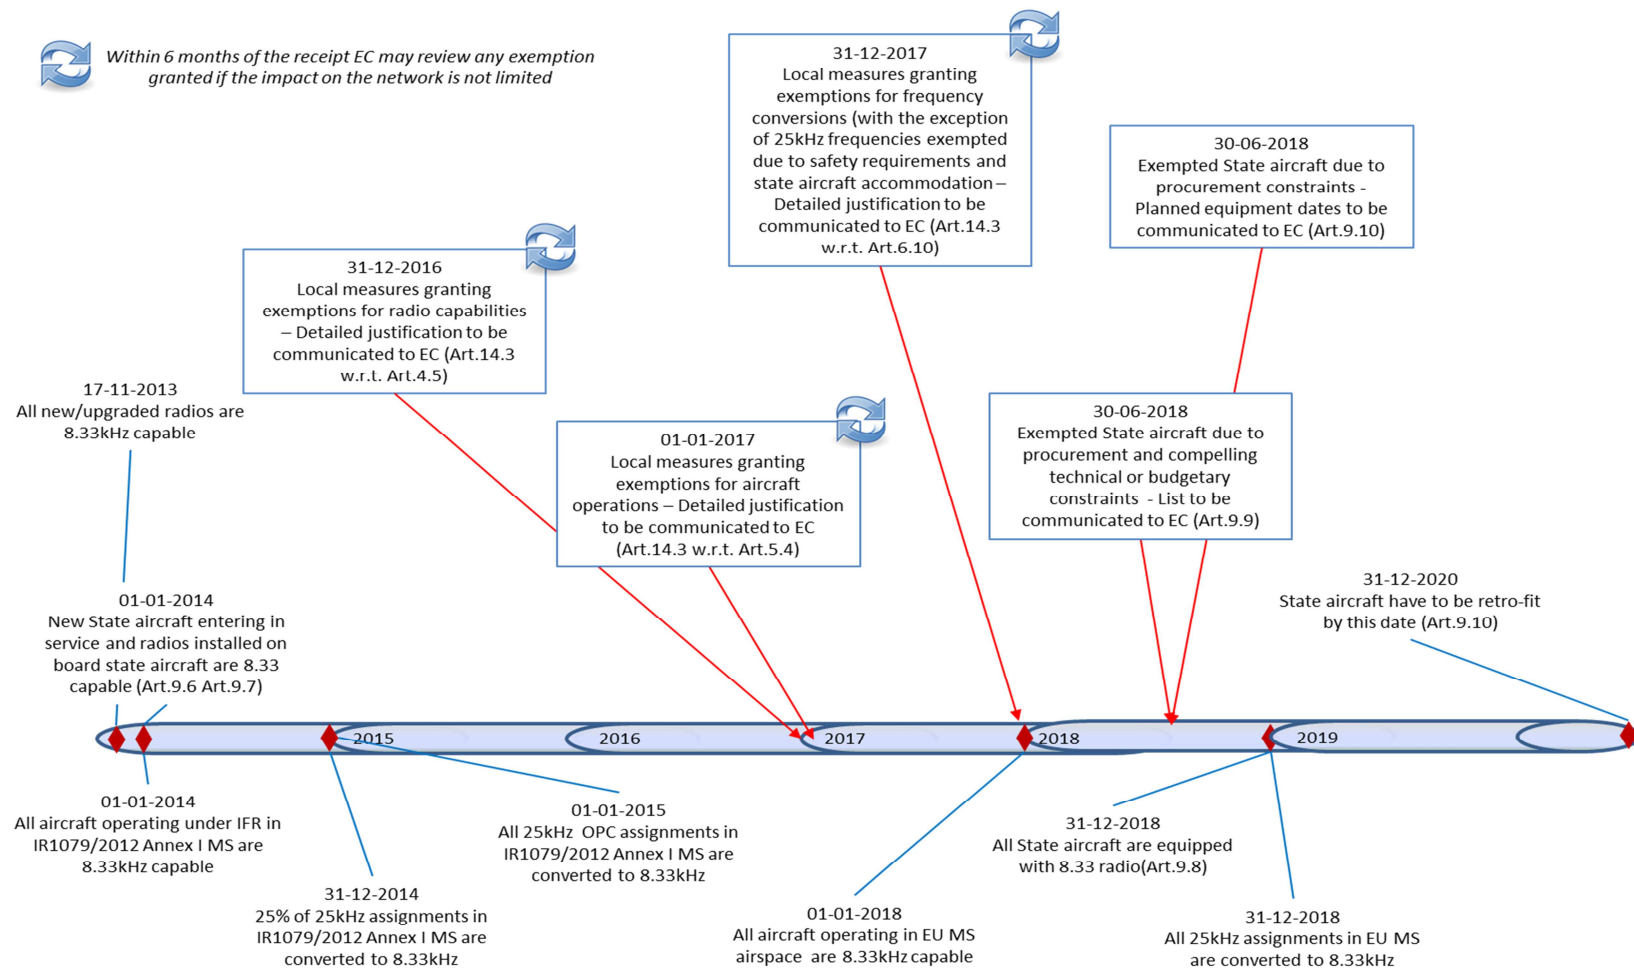 Within 6 months of the receipt EC may review any exemption
granted if the impact on the network is not limited
31-12-2017
Local measures granting
exemptions for frequency
conversions (with the exception
of 25kHz frequencies exempted
due to safety requirements and
state aircraft accommodation –
Detailed justification to be
communicated to EC (Art.14.3
w.r.t. Art.6.10)
30-06-2018
Exempted State aircraft due to
procurement constraints -
Planned equipment dates to be
communicated to EC (Art.9.10)
31-12-2016
Local measures granting
exemptions for radio capabilities
– Detailed justification to be
communicated to EC (Art.14.3
w.r.t. Art.4.5)
17-11-2013
All new/upgraded radios are
8.33kHz capable
01-01-2017
Local measures granting
exemptions for aircraft
operations – Detailed justification
to be communicated to EC
(Art.14.3 w.r.t. Art.5.4)
30-06-2018
Exempted State aircraft due to
procurement and compelling
technical or budgetary
constraints - List to be
communicated to EC (Art.9.9)
01-01-2014
New State aircraft entering in
service and radios installed on
board state aircraft are 8.33
capable (Art.9.6 Art.9.7)
31-12-2020
State aircraft have to be retro-fit
by this date (Art.9.10)
2015 2016 2017 2018 2019
01-01-2014
All aircraft operating under IFR in
IR1079/2012 Annex I MS are
8.33kHz capable
31-12-2014
25% of 25kHz assignments in
IR1079/2012 Annex I MS are
converted to 8.33kHz
01-01-2015
All 25kHz OPC assignments in
IR1079/2012 Annex I MS are
converted to 8.33kHz
01-01-2018
All aircraft operating in EU MS
airspace are 8.33kHz capable
31-12-2018
All State aircraft are equipped
with 8.33 radio(Art.9.8)
31-12-2018
All 25kHz assignments in EU MS
are converted to 8.33kHz